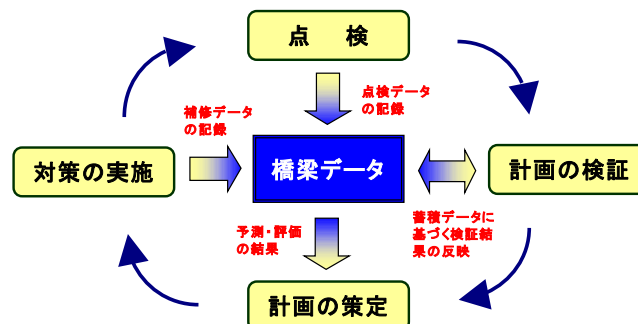 点　検
点検データ
の記録
補修データ
の記録
対策の実施
橋梁データ
計画の検証
予測・評価
の結果
蓄積データに
基づく検証結
果の反映
計画の策定